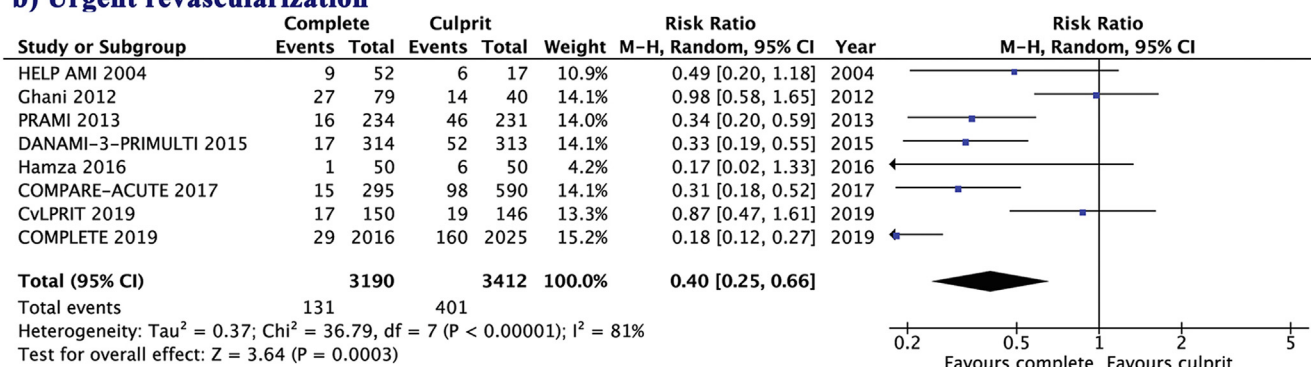 b) Urgent revascularization
Complete Culprit Risk Ratio Risk Ratio
Study or Subgroup Events Total Events Total Weight M-H, Random, 95% CI Year M-H, Random, 95% CI
HELP AMI 2004 9 52 6 17 10.9% 0.49 [0.20, 1.18] 2004
Ghani 2012 27 79 14 40 14.1% 0.98 [0.58, 1.65] 2012
PRAMI 2013 16 234 46 231 14.0% 0.34 [0.20, 0.59] 2013
DANAMI-3-PRIMULTI 2015 17 314 52 313 14.1% 0.33 [0.19, 0.55] 2015
Hamza 2016 1 50 6 50 4.2% 0.17 [0.02, 1.33] 2016
COMPARE-ACUTE 2017 15 295 98 590 14.1% 0.31 [0.18, 0.52] 2017
CvLPRIT 2019 17 150 19 146 13.3% 0.87 [0.47, 1.61] 2019
COMPLETE 2019 29 2016 160 2025 15.2% 0.18 [0.12, 0.27] 2019
Total (95% CI) 3190 3412 100.0% 0.40 [0.25, 0.66]
Total events 131 401
Heterogeneity: Tau² = 0.37; Chi² = 36.79, df = 7 (P < 0.00001); I² = 81%
Test for overall effect: Z = 3.64 (P = 0.0003)
0.2 0.5 1 2 5
Favours complete Favours culprit